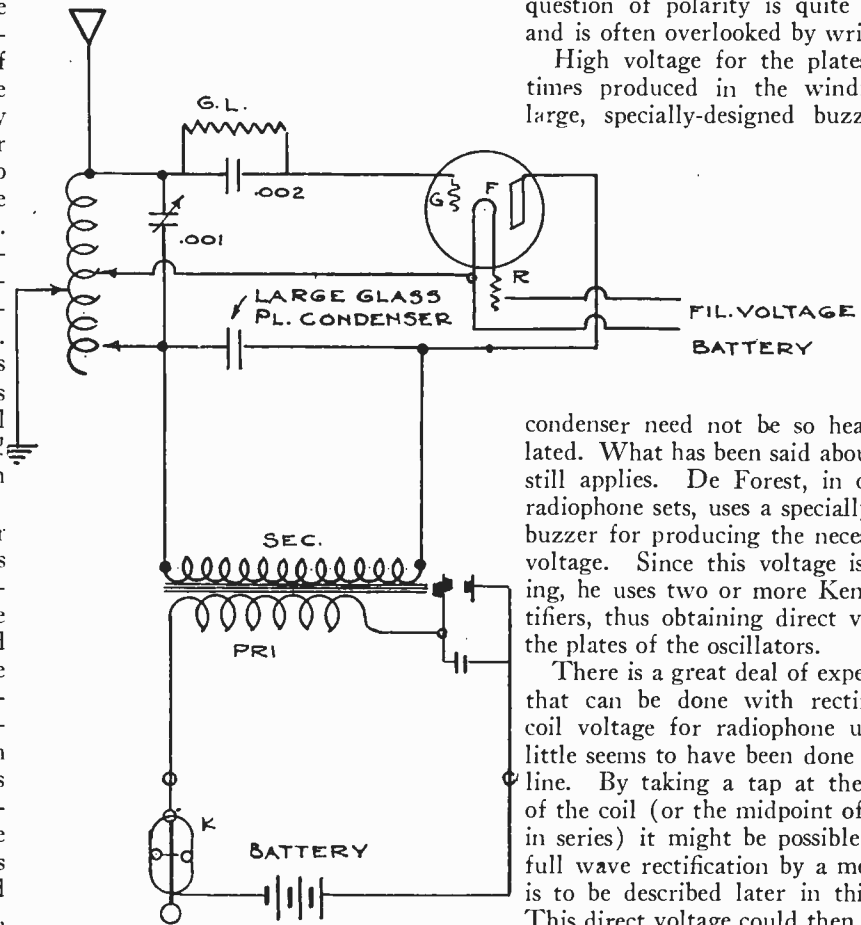 question of polarity is quite
and is often overlooked by wri
High voltage for the plate
times produced in the wind
large, specially-designed buzz
G.L.
.002
G
F
.001
R
LARGE GLASS
PL. CONDENSER
FIL. VOLTAGE
BATTERY
condenser need not be so hea
lated. What has been said abou
still applies. De Forest, in
radiophone sets, uses a speciall
buzzer for producing the nece
voltage. Since this voltage is
ing, he uses two or more Ken
tifiers, thus obtaining direct v
the plates of the oscillators.
There is a great deal of expe
that can be done with recti
coil voltage for radiophone u
little seems to have been done
line. By taking a tap at the
of the coil (or the midpoint of
in series) it might be possible
full wave rectification by a me
is to be described later in thi
This direct voltage could then
SEC.
PRI
K
BATTERY